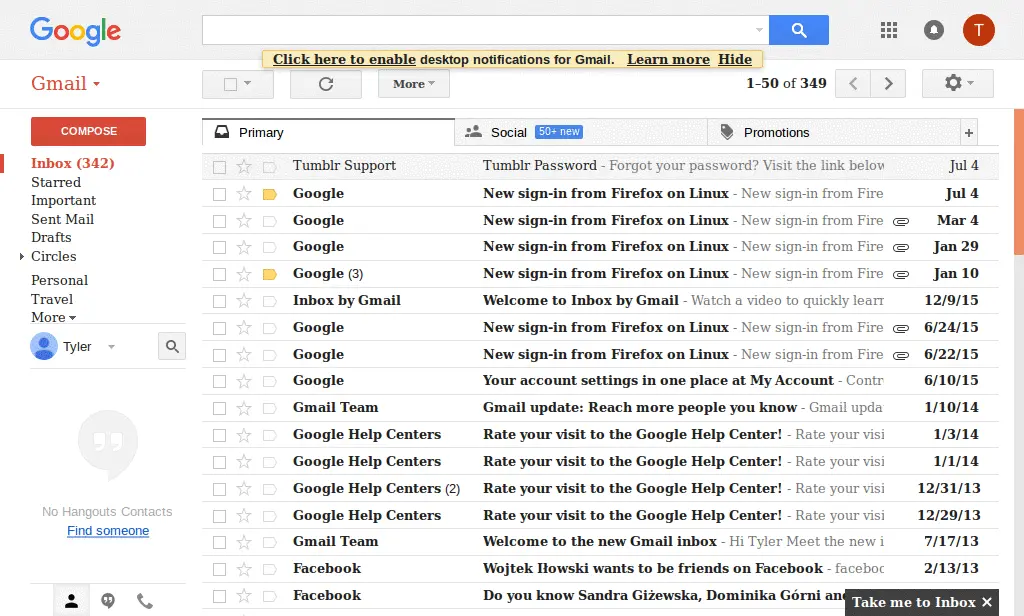 Google
T
Click here to enable desktop notifications for Gmail. Learn more Hide
Gmail
More
1–50 of 349
COMPOSE
Primary
Social 50+ new
Promotions
+
Inbox (342)
Starred
Important
Sent Mail
Drafts
Circles
Personal
Travel
More
Tyler
No Hangouts Contacts
Find someone
Tumblr Support Tumblr Password - Forgot your password? Visit the link below Jul 4
Google New sign-in from Firefox on Linux - New sign-in from Fire Jul 4
Google New sign-in from Firefox on Linux - New sign-in from Fire Mar 4
Google New sign-in from Firefox on Linux - New sign-in from Fire Jan 29
Google (3) New sign-in from Firefox on Linux - New sign-in from Fire Jan 10
Inbox by Gmail Welcome to Inbox by Gmail - Watch a video to quickly learn 12/9/15
Google New sign-in from Firefox on Linux - New sign-in from Fire 6/24/15
Google New sign-in from Firefox on Linux - New sign-in from Fire 6/22/15
Google Your account settings in one place at My Account - Contr 6/10/15
Gmail Team Gmail update: Reach more people you know - Gmail upda 1/10/14
Google Help Centers Rate your visit to the Google Help Center! - Rate your visi 1/3/14
Google Help Centers Rate your visit to the Google Help Center! - Rate your visi 1/1/14
Google Help Centers (2) Rate your visit to the Google Help Center! - Rate your visi 12/31/13
Google Help Centers Rate your visit to the Google Help Center! - Rate your visi 12/29/13
Gmail Team Welcome to the new Gmail inbox - Hi Tyler Meet the new i 7/17/13
Facebook Wojtek Iłowski wants to be friends on Facebook - faceboo 2/13/13
Facebook Do you know Sandra Giżewska, Dominika Górni and
Take me to Inbox ×